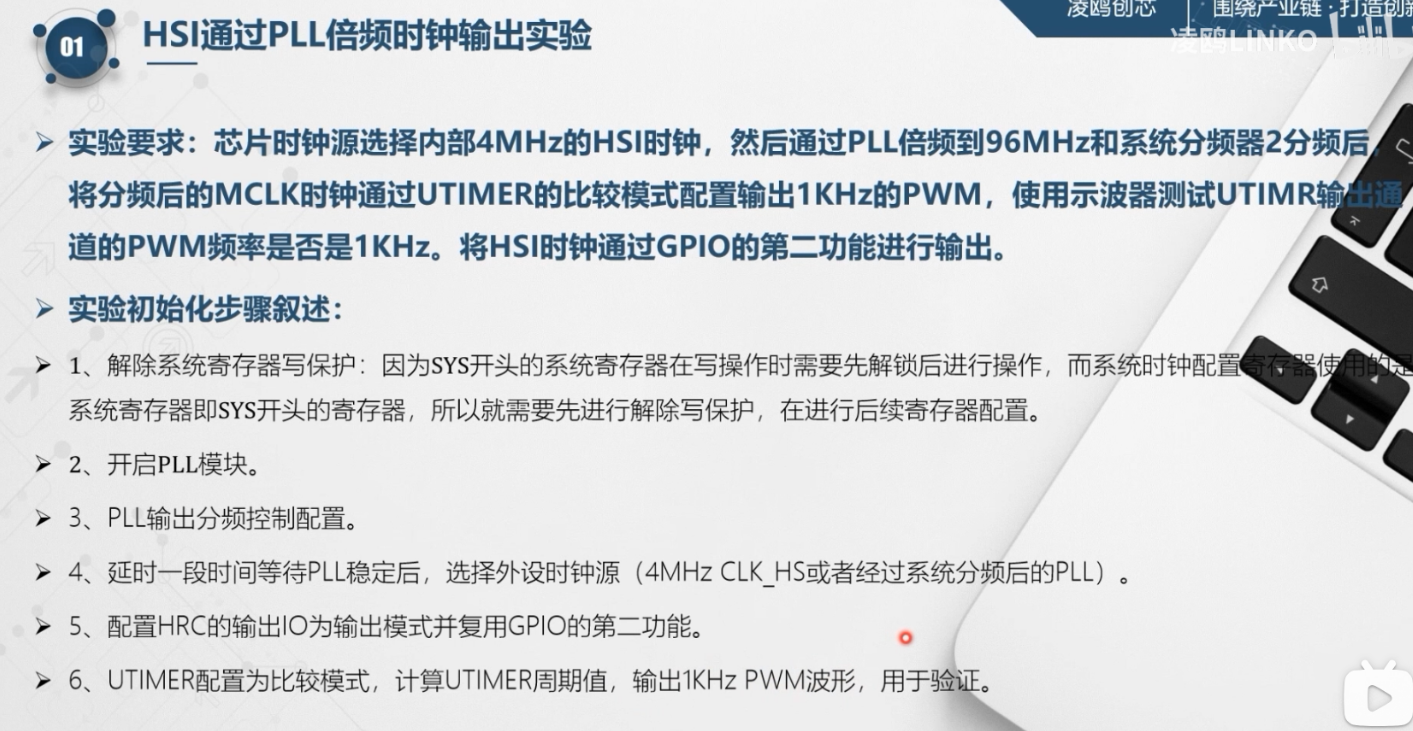 01
HSI通过PLL倍频时钟输出实验
凌鸥创芯
围绕产业链·打造创新
凌鸥LINKO
实验要求：芯片时钟源选择内部4MHz的HSI时钟，然后通过PLL倍频到96MHz和系统分频器2分频后，
将分频后的MCLK时钟通过UTIMER的比较模式配置输出1KHz的PWM，使用示波器测试UTIMR输出通
道的PWM频率是否是1KHz。将HSI时钟通过GPIO的第二功能进行输出。
实验初始化步骤叙述：
1、解除系统寄存器写保护：因为SYS开头的系统寄存器在写操作时需要先解锁后进行操作，而系统时钟配置寄存器使用的是
系统寄存器即SYS开头的寄存器，所以就需要先进行解除写保护，在进行后续寄存器配置。
2、开启PLL模块。
3、PLL输出分频控制配置。
4、延时一段时间等待PLL稳定后，选择外设时钟源（4MHz CLK_HS或者经过系统分频后的PLL）。
5、配置HRC的输出IO为输出模式并复用GPIO的第二功能。
6、UTIMER配置为比较模式，计算UTIMER周期值，输出1KHz PWM波形，用于验证。